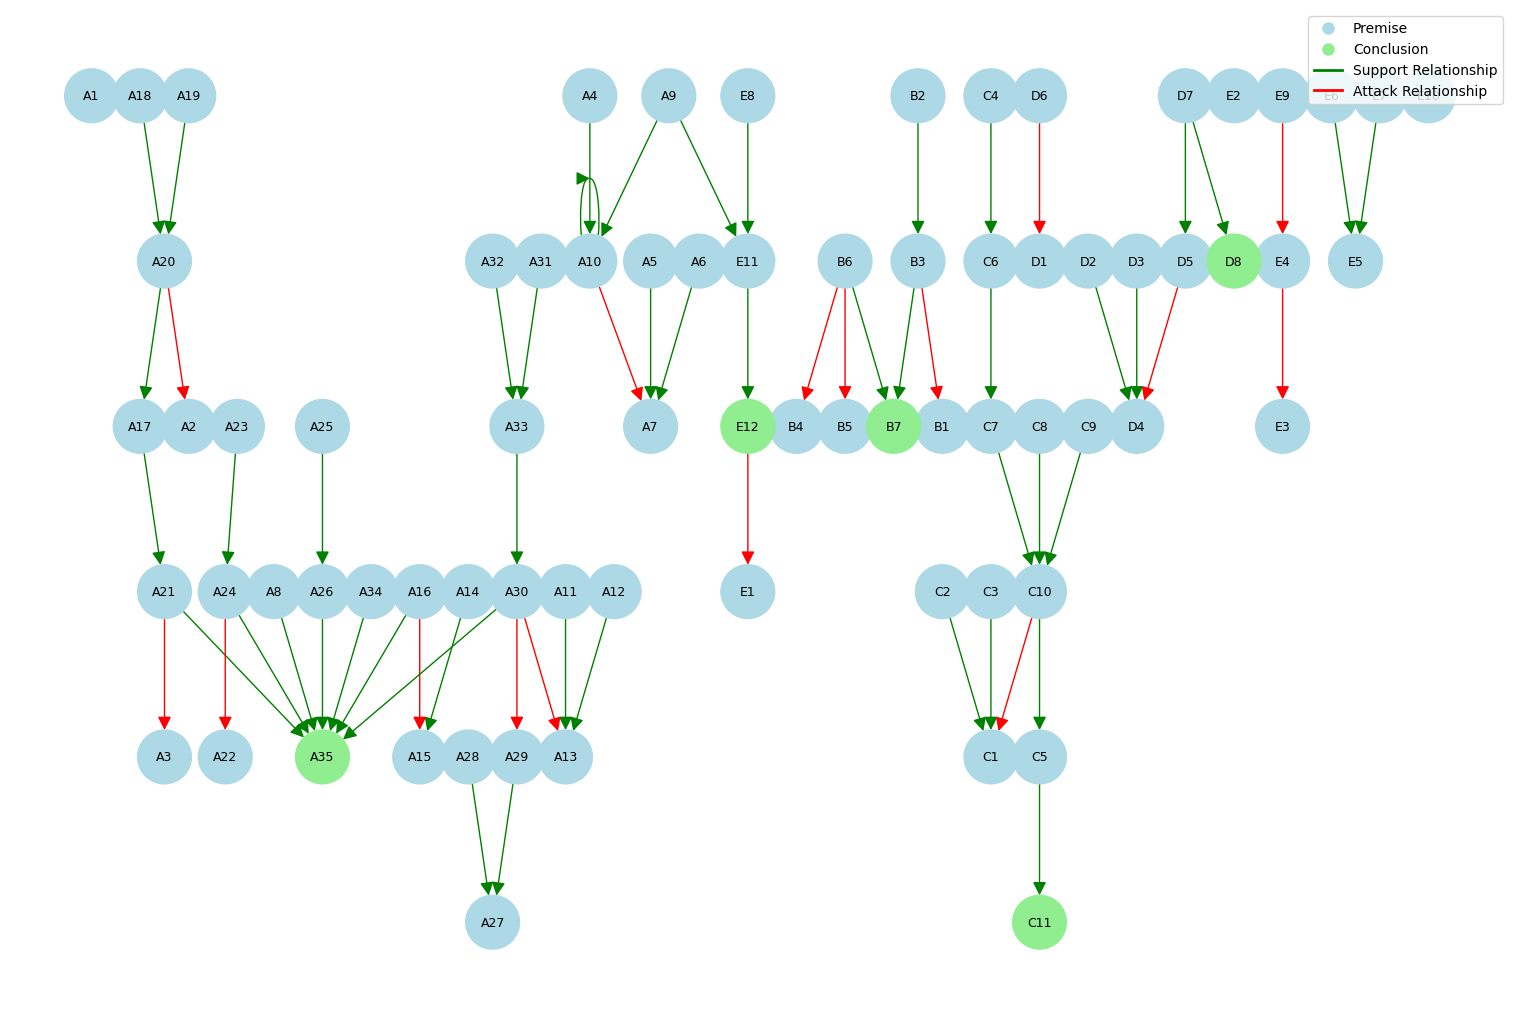 Premise
Conclusion
Support Relationship
Attack Relationship
A1 A18 A19 A4 A9 E8 B2 C4 D6 D7 E2 E9 E6 E7 E10
A20 A32 A31 A10 A5 A6 E11 B6 B3 C6 D1 D2 D3 D5 D8 E4 E5
A17 A2 A23 A25 A33 A7 E12 B4 B5 B7 B1 C7 C8 C9 D4 E3
A21 A24 A8 A26 A34 A16 A14 A30 A11 A12 E1 C2 C3 C10
A3 A22 A35 A15 A28 A29 A13 C1 C5
A27 C11